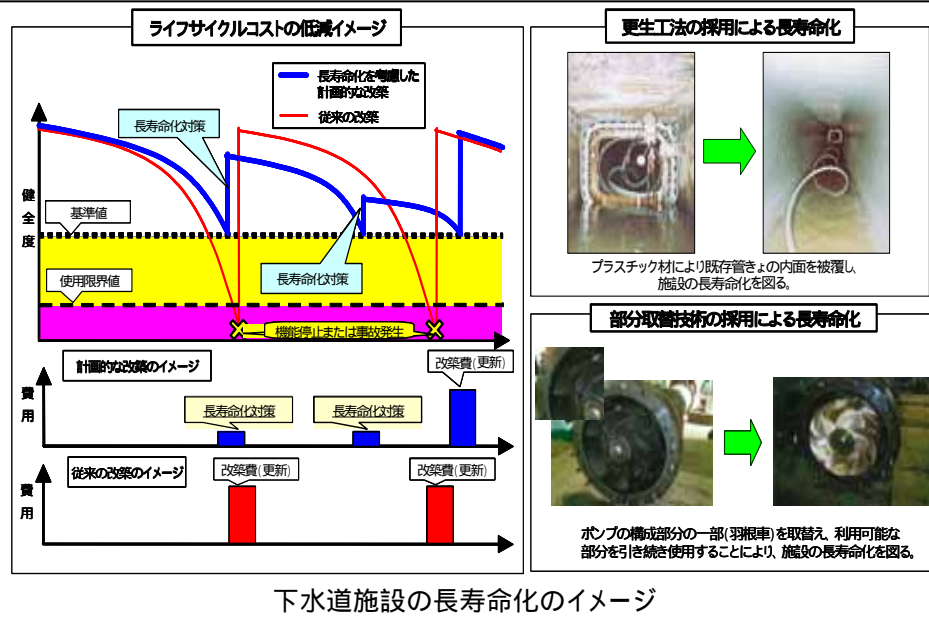 ライフサイクルコストの低減イメージ
長寿命化を考慮した
計画的な改築
従来の改築
長寿命化対策
健全度
基準値
使用限界値
長寿命化対策
機能停止または事故発生
計画的な改築のイメージ
費用
長寿命化対策
長寿命化対策
改築費(更新)
従来の改築のイメージ
費用
改築費(更新)
改築費(更新)
更生工法の採用による長寿命化
プラスチック材により既存管きょの内面を被覆し、
施設の長寿命化を図る。
部分取替技術の採用による長寿命化
ポンプの構成部分の一部(羽根車)を取替え、利用可能な
部分を引き続き使用することにより、施設の長寿命化を図る。
下水道施設の長寿命化のイメージ